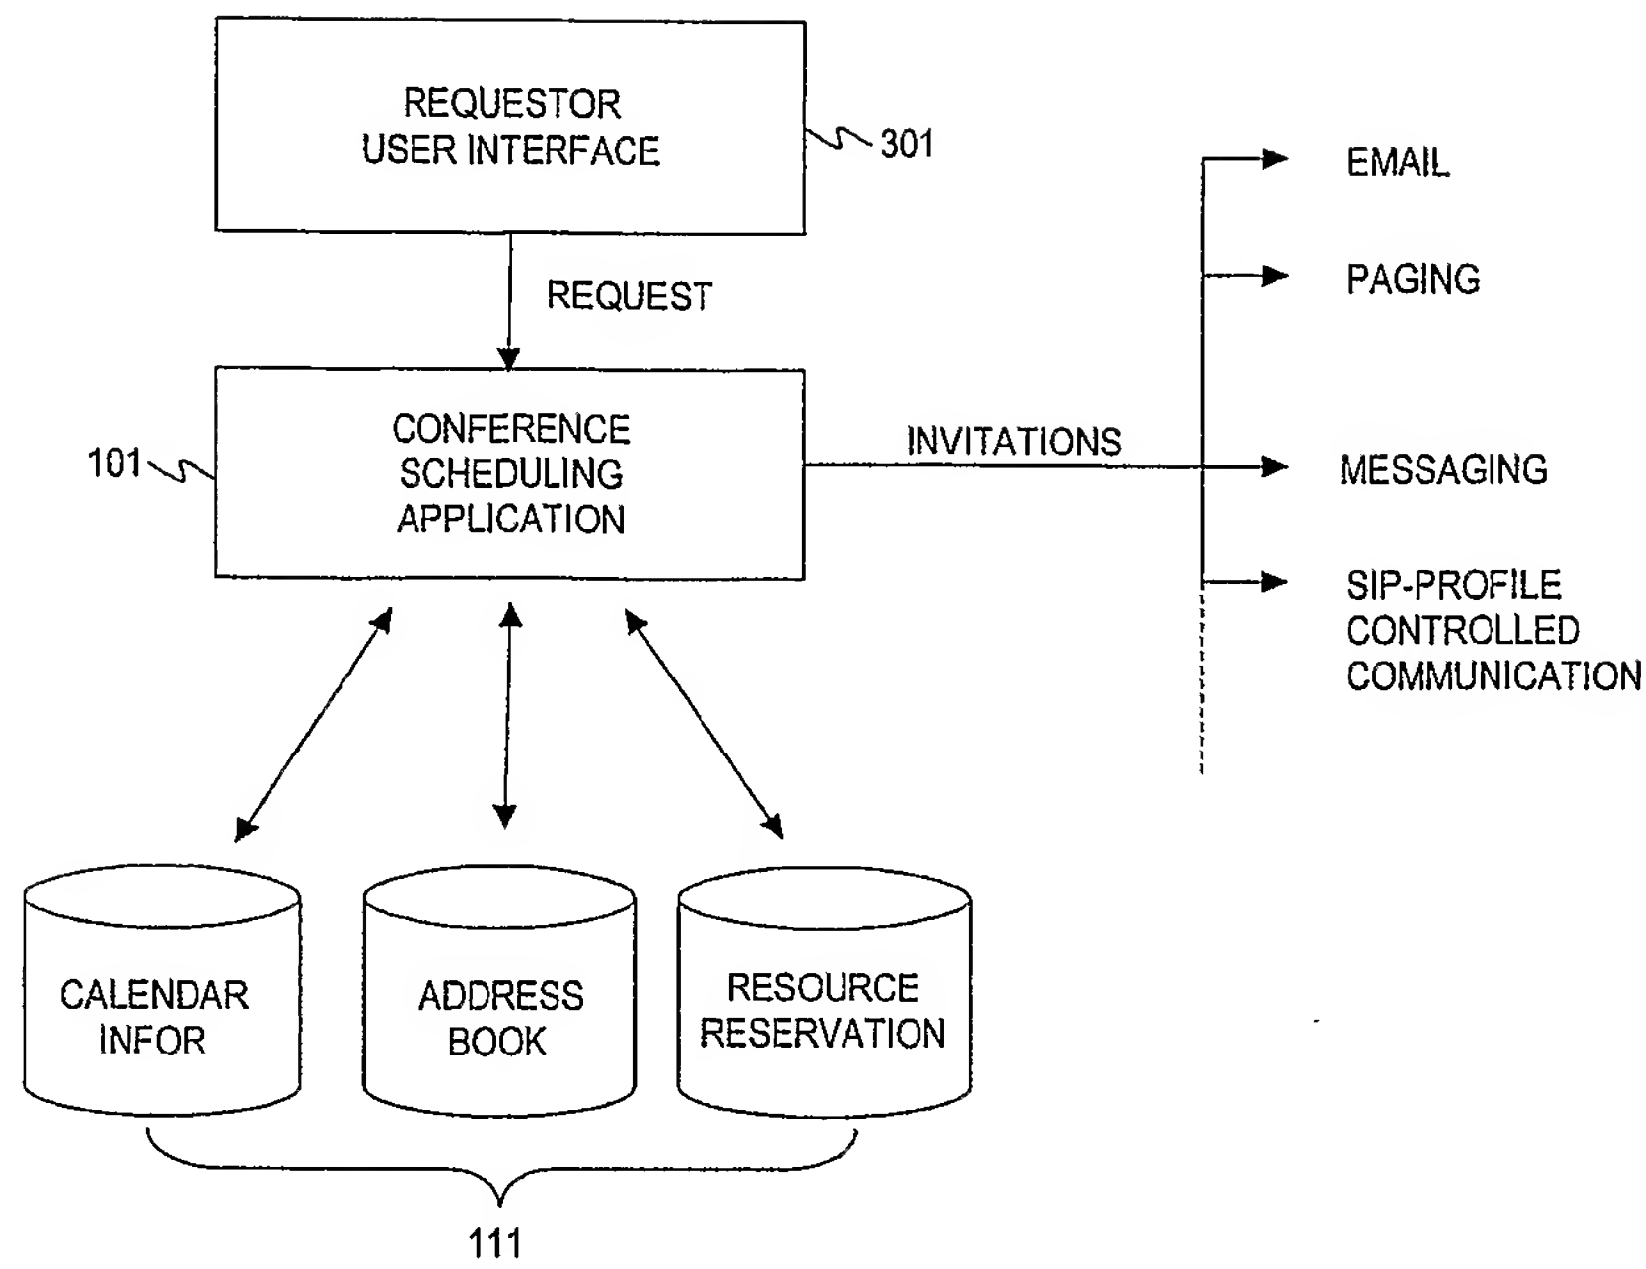 REQUESTOR
USER INTERFACE
301
REQUEST
EMAIL
PAGING
CONFERENCE
SCHEDULING
APPLICATION
101
INVITATIONS
MESSAGING
SIP-PROFILE
CONTROLLED
COMMUNICATION
CALENDAR
INFOR
ADDRESS
BOOK
RESOURCE
RESERVATION
111